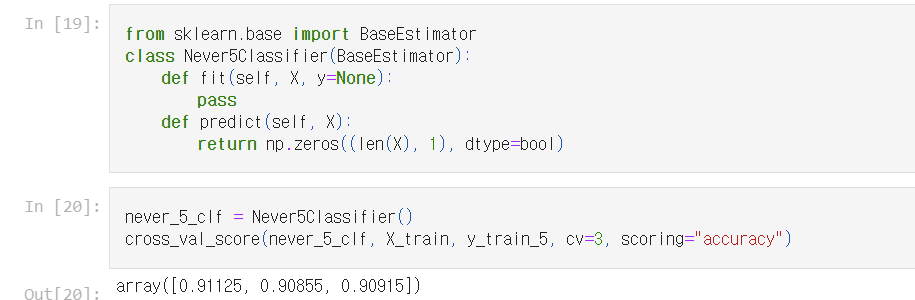 In [19]:
from sklearn.base import BaseEstimator
class Never5Classifier(BaseEstimator):
    def fit(self, X, y=None):
        pass
    def predict(self, X):
        return np.zeros((len(X), 1), dtype=bool)
In [20]:
never_5_clf = Never5Classifier()
cross_val_score(never_5_clf, X_train, y_train_5, cv=3, scoring="accuracy")
Out[20]:
array([0.91125, 0.90855, 0.90915])